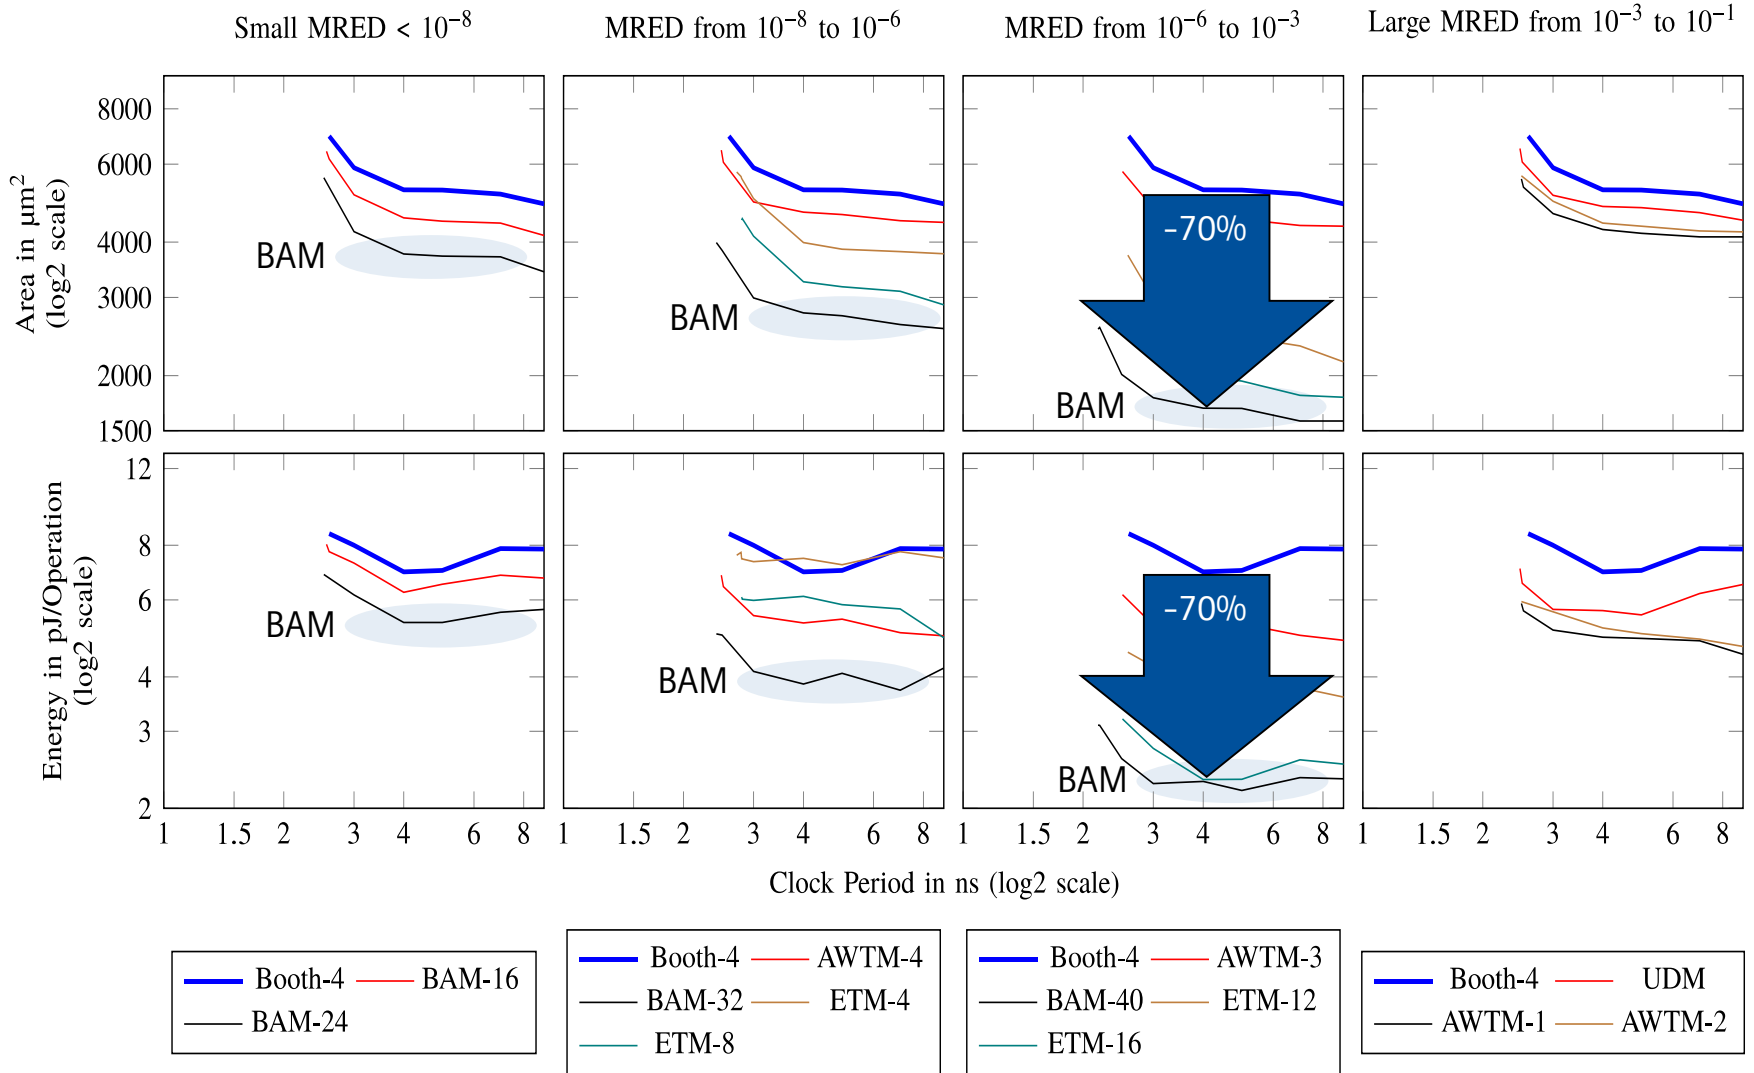 Small MRED < 10⁻⁸
MRED from 10⁻⁸ to 10⁻⁶
MRED from 10⁻⁶ to 10⁻³
Large MRED from 10⁻³ to 10⁻¹
Area in µm²
(log2 scale)
8000
6000
4000
3000
2000
1500
BAM
BAM
-70%
BAM
Energy in pJ/Operation
(log2 scale)
12
8
6
4
3
2
BAM
BAM
-70%
BAM
1 1.5 2 3 4 6 8
1 1.5 2 3 4 6 8
1 1.5 2 3 4 6 8
1 1.5 2 3 4 6 8
Clock Period in ns (log2 scale)
Booth-4 BAM-16
BAM-24
Booth-4 AWTM-4
BAM-32 ETM-4
ETM-8
Booth-4 AWTM-3
BAM-40 ETM-12
ETM-16
Booth-4 UDM
AWTM-1 AWTM-2